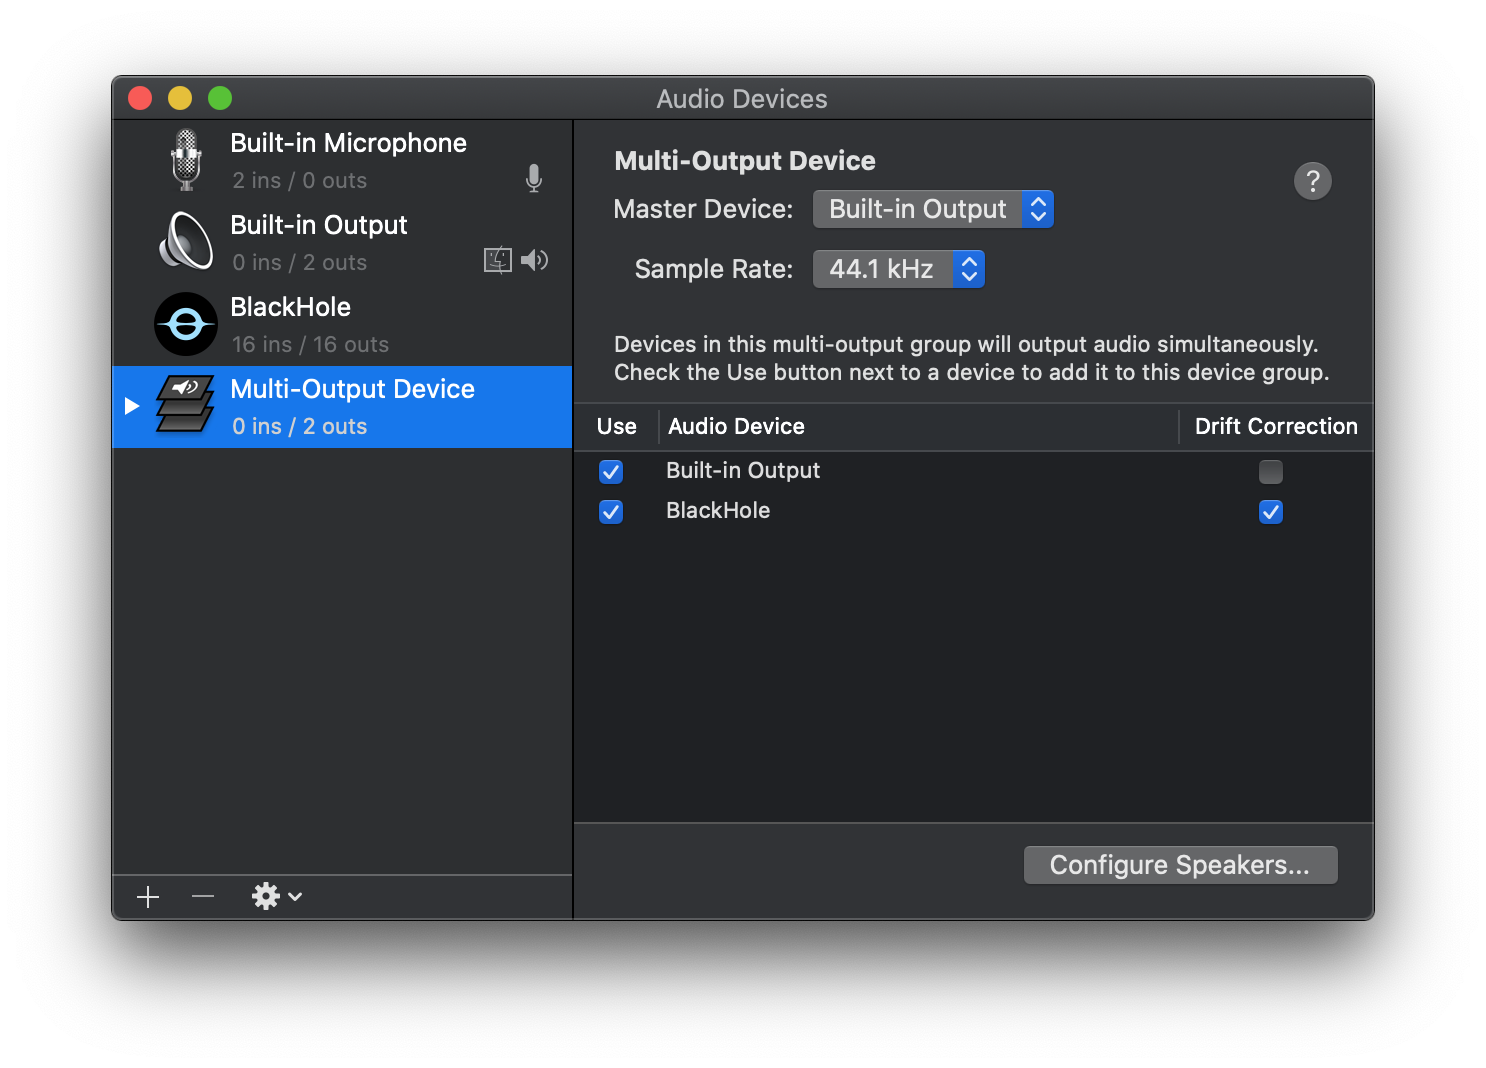 Audio Devices
Built-in Microphone
2 ins / 0 outs
Built-in Output
0 ins / 2 outs
BlackHole
16 ins / 16 outs
Multi-Output Device
0 ins / 2 outs
Multi-Output Device
?
Master Device: Built-in Output
Sample Rate: 44.1 kHz
Devices in this multi-output group will output audio simultaneously.
Check the Use button next to a device to add it to this device group.
Use Audio Device Drift Correction
Built-in Output
BlackHole
Configure Speakers...